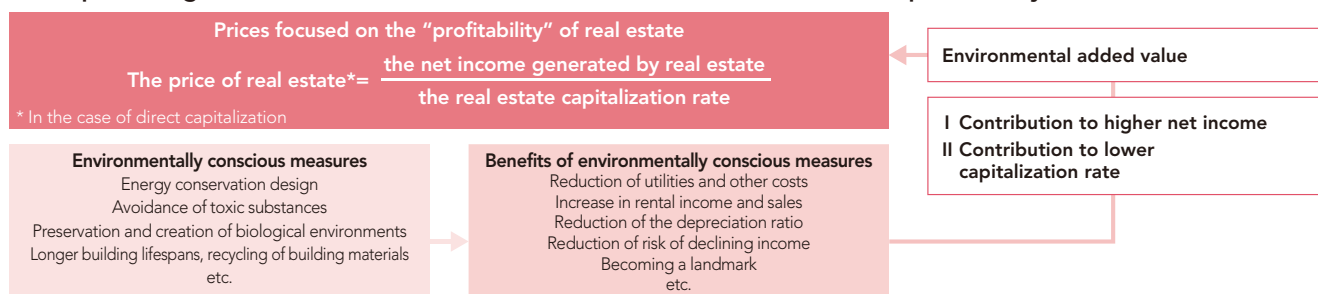 Prices focused on the “profitability” of real estate
the net income generated by real estate
The price of real estate*=
the real estate capitalization rate
* In the case of direct capitalization
Environmental added value
I Contribution to higher net income
II Contribution to lower
capitalization rate
Environmentally conscious measures
Energy conservation design
Avoidance of toxic substances
Preservation and creation of biological environments
Longer building lifespans, recycling of building materials
etc.
Benefits of environmentally conscious measures
Reduction of utilities and other costs
Increase in rental income and sales
Reduction of the depreciation ratio
Reduction of risk of declining income
Becoming a landmark
etc.